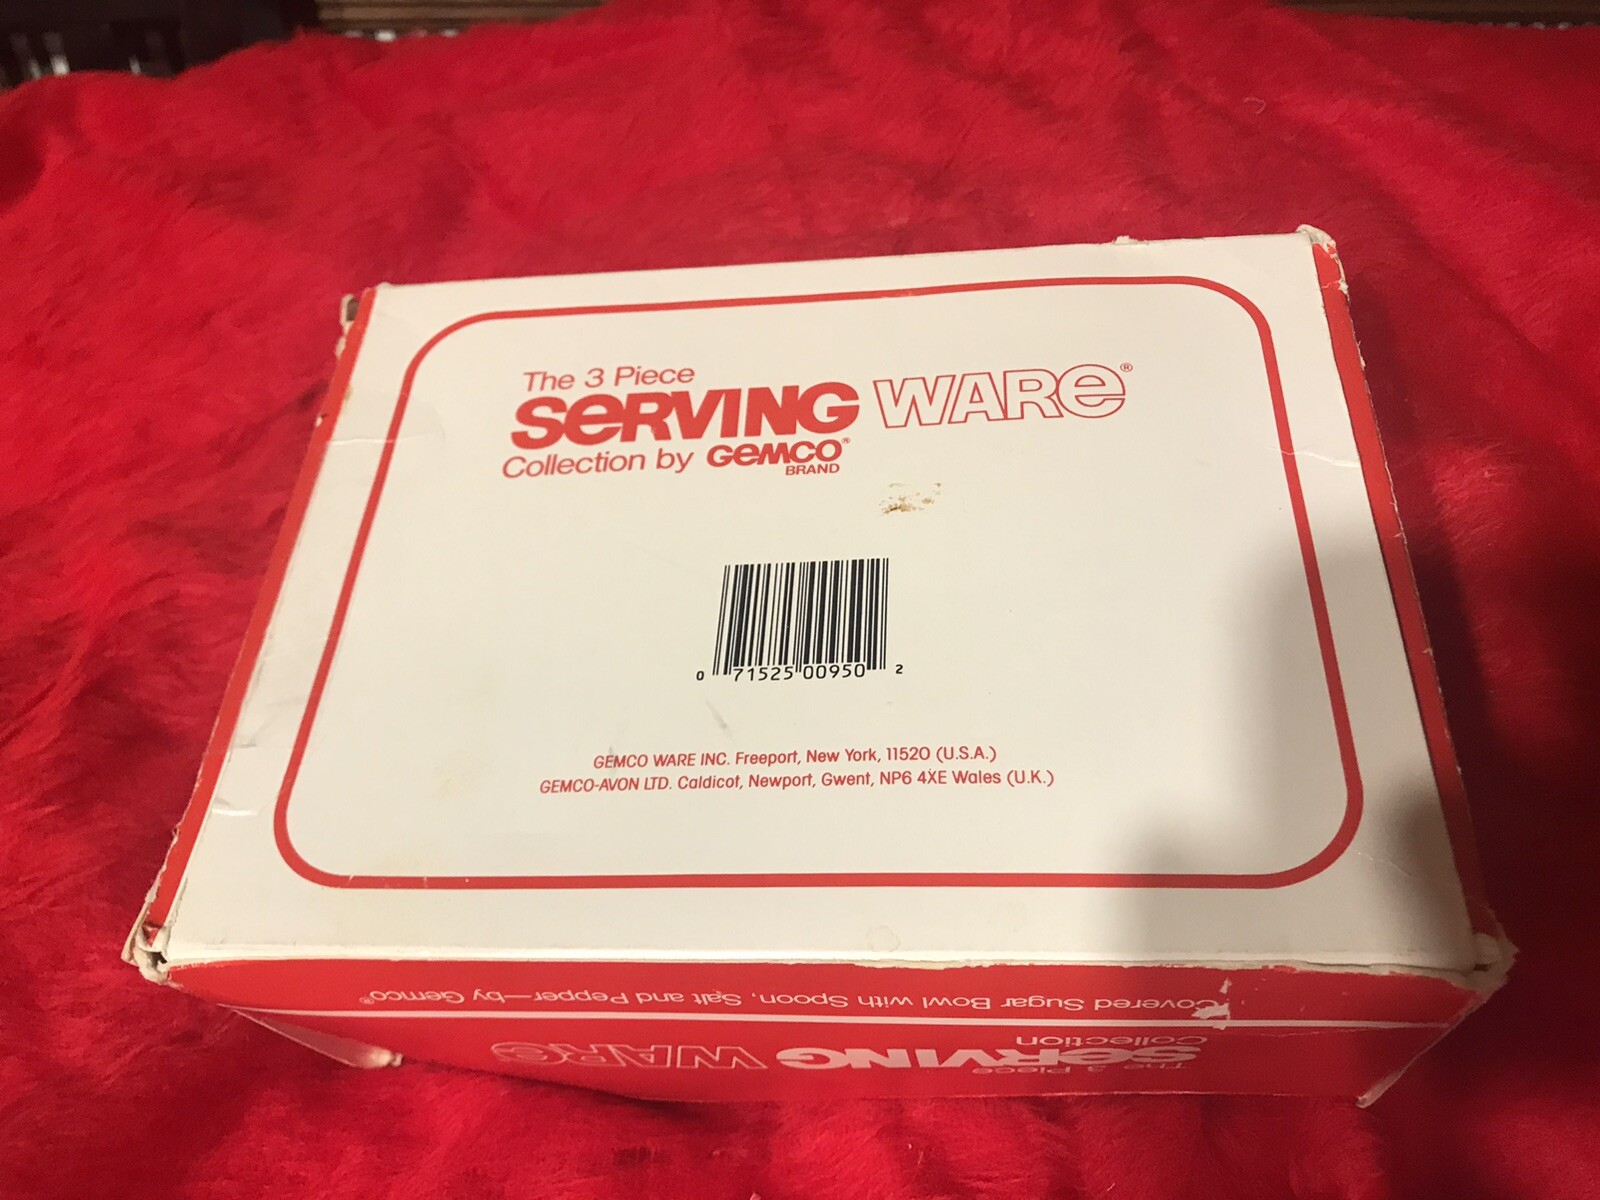 The 3 Piece
SERVING WARE®
Collection by GEMCO®
BRAND
0 71525 00950 2
GEMCO WARE INC. Freeport, New York, 11520 (U.S.A.)
GEMCO-AVON LTD. Caldicot, Newport, Gwent, NP6 4XE Wales (U.K.)
Covered Sugar Bowl with Spoon, Salt and Pepper—by Gemco®
The 3 Piece
SERVING WARE
Collection